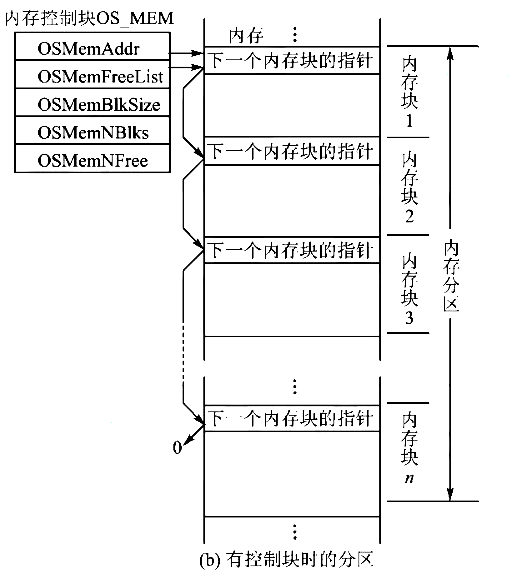 内存控制块OS_MEM
OSMemAddr
OSMemFreeList
OSMemBlkSize
OSMemNBlks
OSMemNFree
内存
下一个内存块的指针
内存块1
下一个内存块的指针
内存块2
下一个内存块的指针
内存块3
内存分区
下一个内存块的指针
0
内存块n
(b) 有控制块时的分区